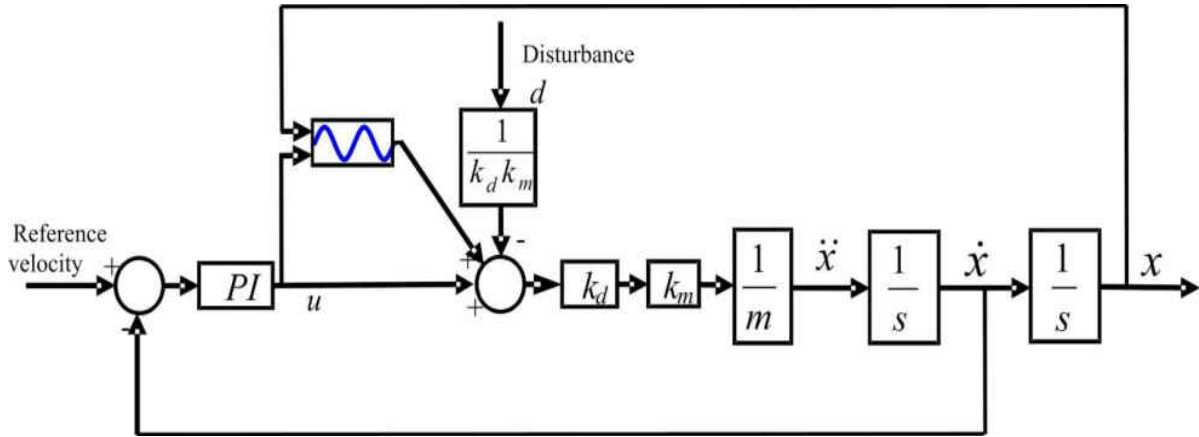 Disturbance
d
1
k_d k_m
Reference
velocity
+
-
PI
u
+
-
+
k_d
k_m
1
m
ẍ
1
s
ẋ
1
s
x